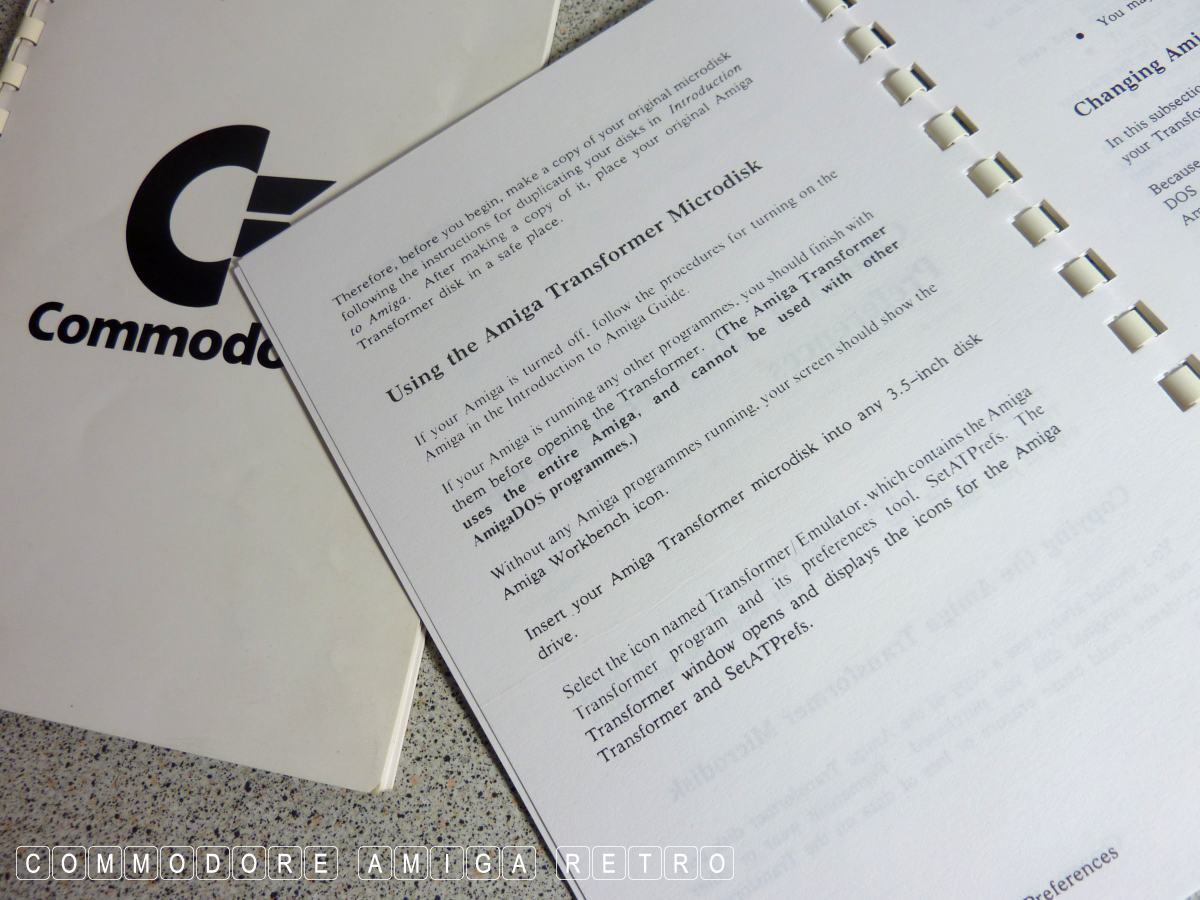 Commodo
Therefore, before you begin, make a copy of your original microdisk
following the instructions for duplicating your disks in Introduction
to Amiga. After making a copy of it, place your original Amiga
Transformer disk in a safe place.
Using the Amiga Transformer Microdisk
If your Amiga is turned off, follow the procedures for turning on the
Amiga in the Introduction to Amiga Guide.
If your Amiga is running any other programmes, you should finish with
them before opening the Transformer. (The Amiga Transformer
uses the entire Amiga, and cannot be used with other
AmigaDOS programmes.)
Without any Amiga programmes running, your screen should show the
Amiga Workbench icon.
Insert your Amiga Transformer microdisk into any 3.5-inch disk
drive.
Select the icon named Transformer/Emulator, which contains the Amiga
Transformer program and its preferences tool, SetATPrefs. The
Transformer window opens and displays the icons for the Amiga
Transformer and SetATPrefs.
Preferences
• You may
Changing Ami
In this subsectio
your Transfor
Because
DOS
COMMODORE AMIGA RETRO